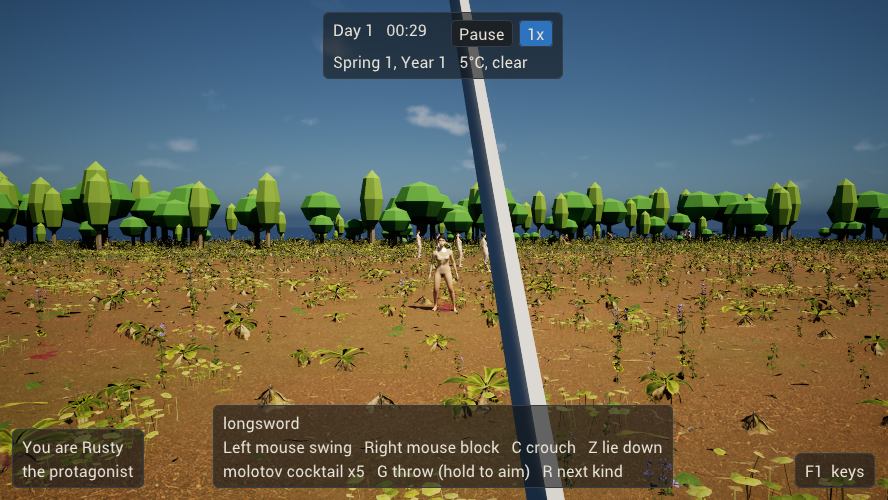 Day 1 00:29 Pause 1x
Spring 1, Year 1 5°C, clear
longsword
Left mouse swing Right mouse block C crouch Z lie down
molotov cocktail x5 G throw (hold to aim) R next kind
You are Rusty
the protagonist
F1 keys